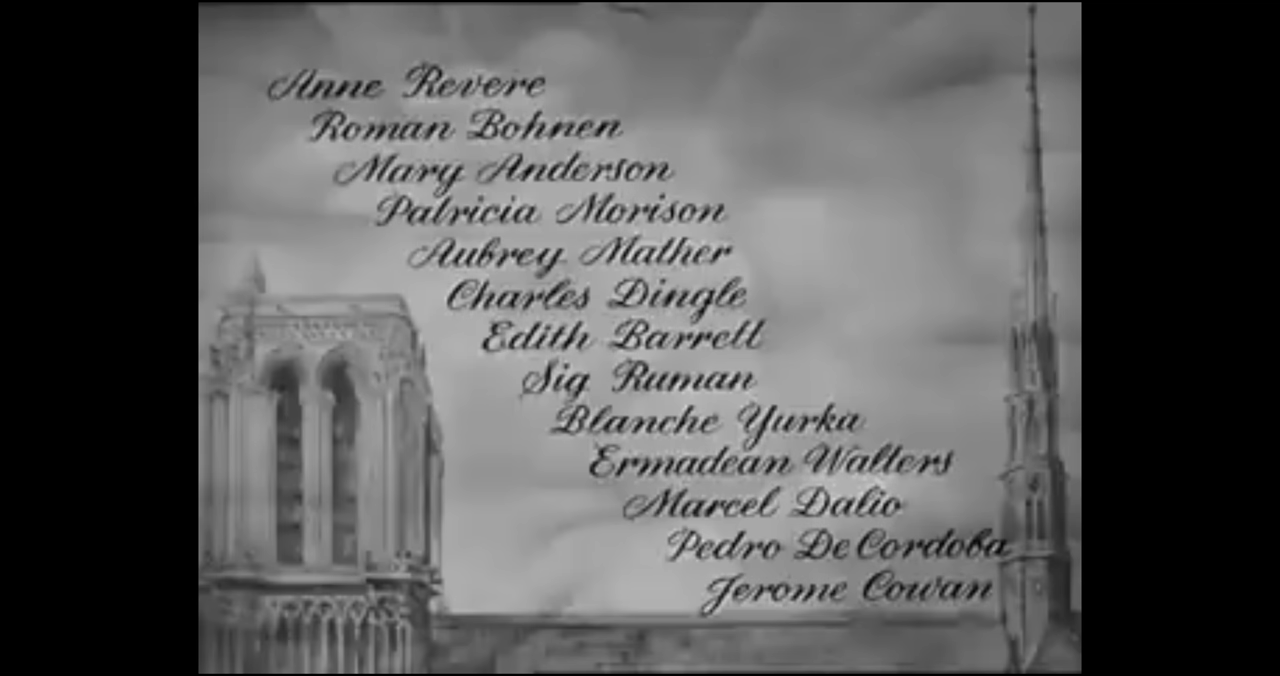 Anne Revere
Roman Bohnen
Mary Anderson
Patricia Morison
Aubrey Mather
Charles Dingle
Edith Barrett
Sig Ruman
Blanche Yurka
Ermadean Walters
Marcel Dalio
Pedro De Cordoba
Jerome Cowan